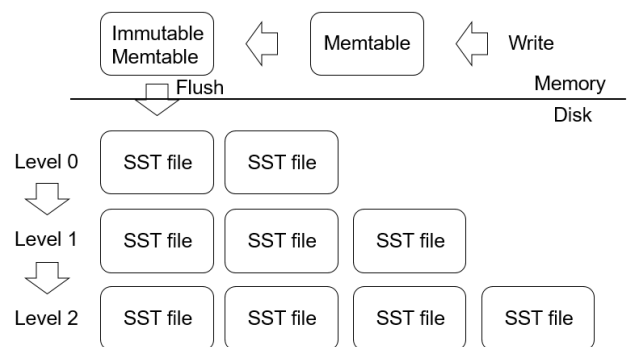 Immutable
Memtable
Memtable
Write
Flush
Memory
Disk
Level 0
SST file
SST file
Level 1
SST file
SST file
SST file
Level 2
SST file
SST file
SST file
SST file